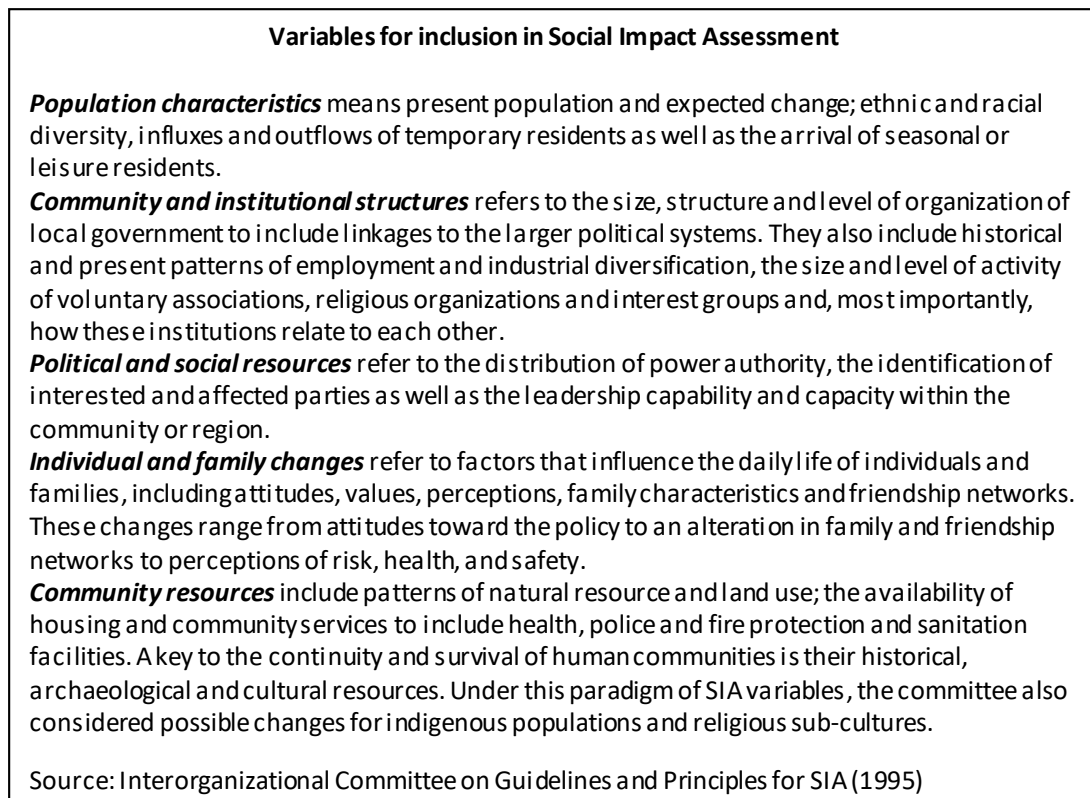 Variables for inclusion in Social Impact Assessment
Population characteristics means present population and expected change; ethnic and racial
diversity, influxes and outflows of temporary residents as well as the arrival of seasonal or
leisure residents.
Community and institutional structures refers to the size, structure and level of organization of
local government to include linkages to the larger political systems. They also include historical
and present patterns of employment and industrial diversification, the size and level of activity
of voluntary associations, religious organizations and interest groups and, most importantly,
how these institutions relate to each other.
Political and social resources refer to the distribution of power authority, the identification of
interested and affected parties as well as the leadership capability and capacity within the
community or region.
Individual and family changes refer to factors that influence the daily life of individuals and
families, including attitudes, values, perceptions, family characteristics and friendship networks.
These changes range from attitudes toward the policy to an alteration in family and friendship
networks to perceptions of risk, health, and safety.
Community resources include patterns of natural resource and land use; the availability of
housing and community services to include health, police and fire protection and sanitation
facilities. A key to the continuity and survival of human communities is their historical,
archaeological and cultural resources. Under this paradigm of SIA variables, the committee also
considered possible changes for indigenous populations and religious sub-cultures.
Source: Interorganizational Committee on Guidelines and Principles for SIA (1995)